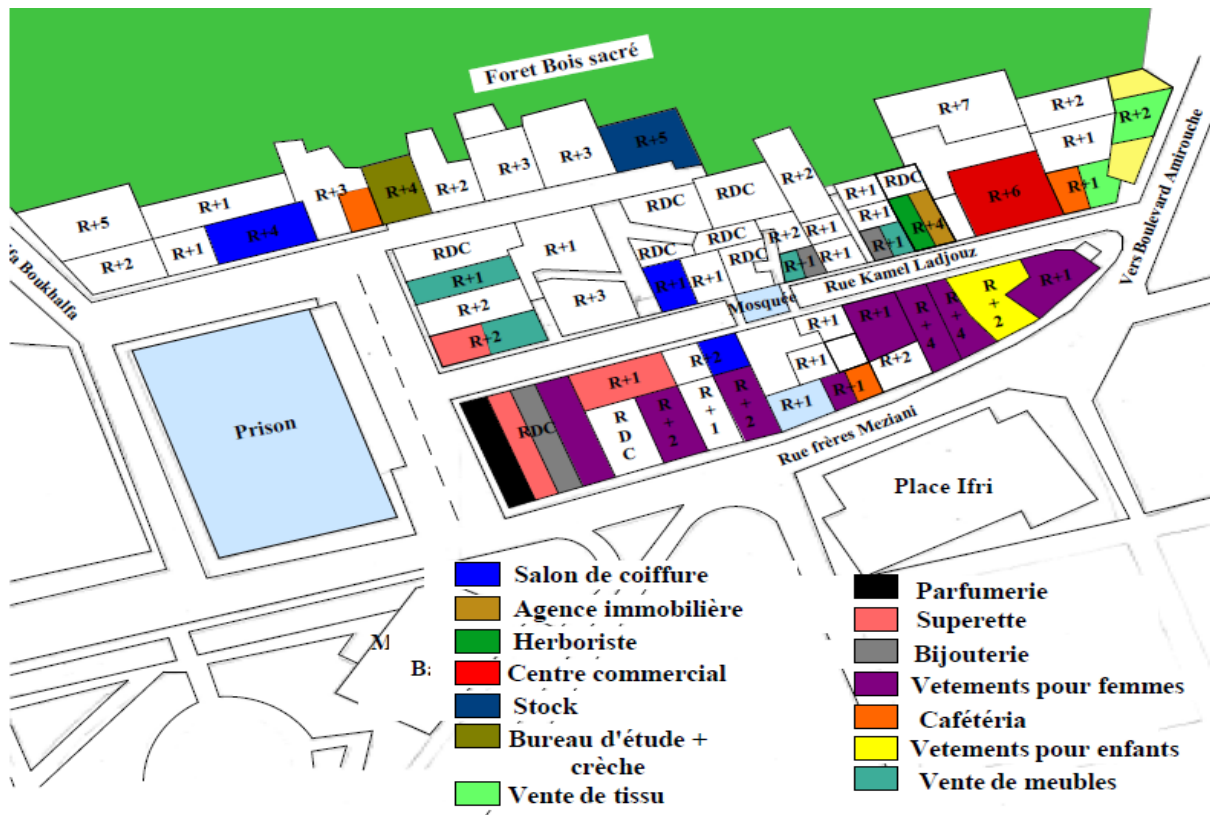 Foret Bois sacré
R+7
R+2
R+2
R+1
R+1
R+5
R+3
R+3
R+2
R+4
R+3
R+1
R+5
R+2
R+1
R+4
R+2
R+1
RDC
R+1
R+4
R+6
RDC
RDC
RDC
RDC
RDC
R+2
R+1
R+1
R+1
R+1
R+1
RDC
R+1
R+1
R+2
R+2
R+1
R+3
Boukhalfa
Vers Boulevard Amirouche
Rue Kamel Ladjouz
Mosquée
R+1
R+2
R+4
R+4
R+1
R+1
R+1
R+2
R+1
R+1
R+2
R+1
RDC
RDC
R+2
R+1
R+2
Rue frères Meziani
Prison
Place Ifri
Salon de coiffure
Agence immobilière
Herboriste
Centre commercial
Stock
Bureau d'étude +
crèche
Vente de tissu
Parfumerie
Superette
Bijouterie
Vetements pour femmes
Cafétéria
Vetements pour enfants
Vente de meubles